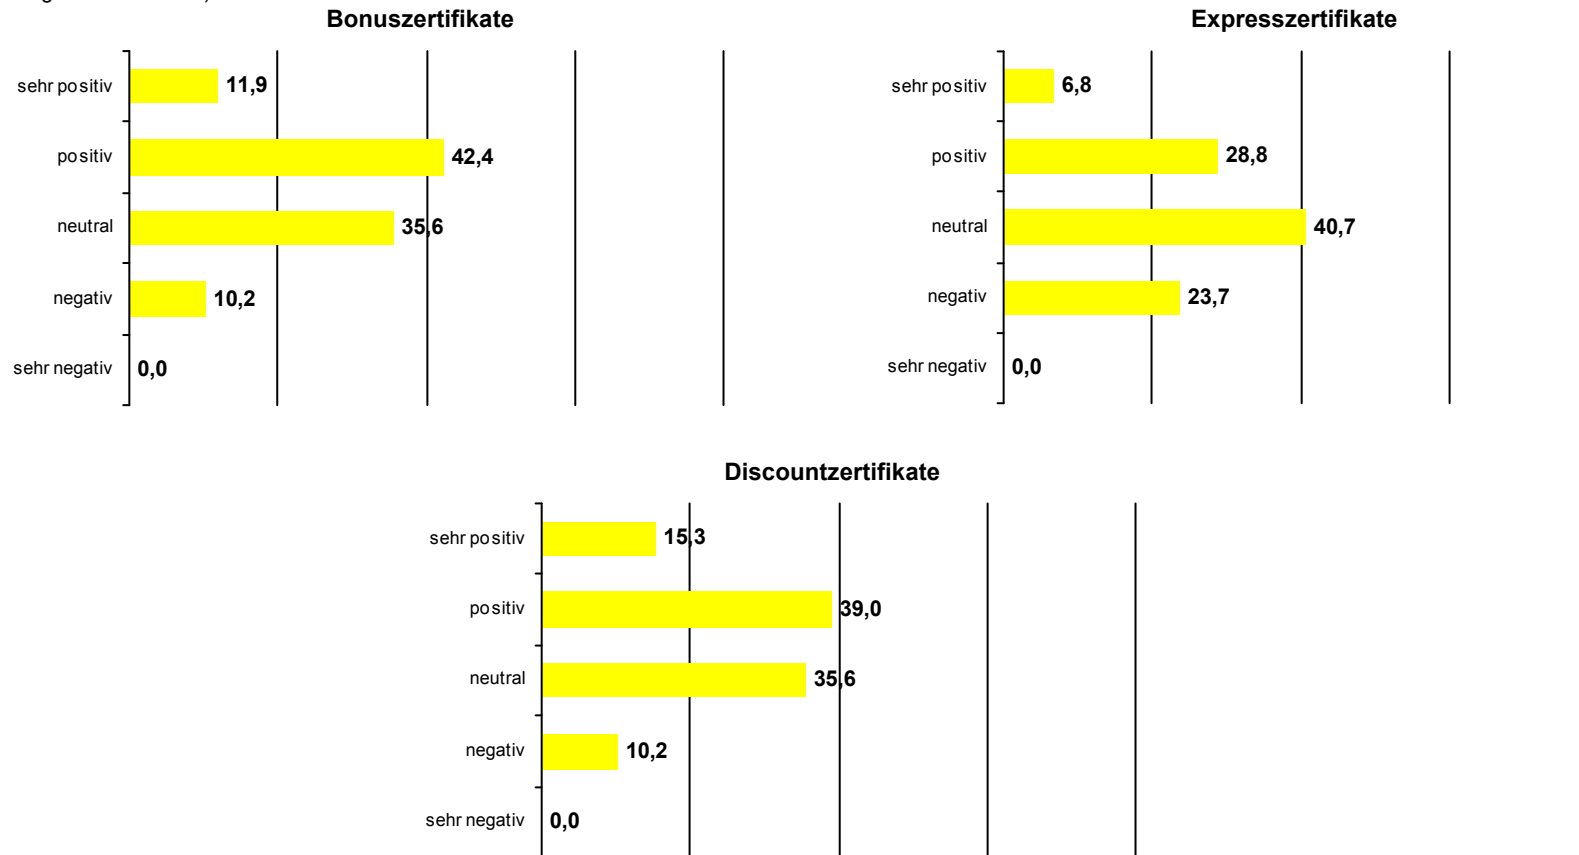 Bonuszertifikate
sehr positiv 11,9
positiv 42,4
neutral 35,6
negativ 10,2
sehr negativ 0,0
Expresszertifikate
sehr positiv 6,8
positiv 28,8
neutral 40,7
negativ 23,7
sehr negativ 0,0
Discountzertifikate
sehr positiv 15,3
positiv 39,0
neutral 35,6
negativ 10,2
sehr negativ 0,0